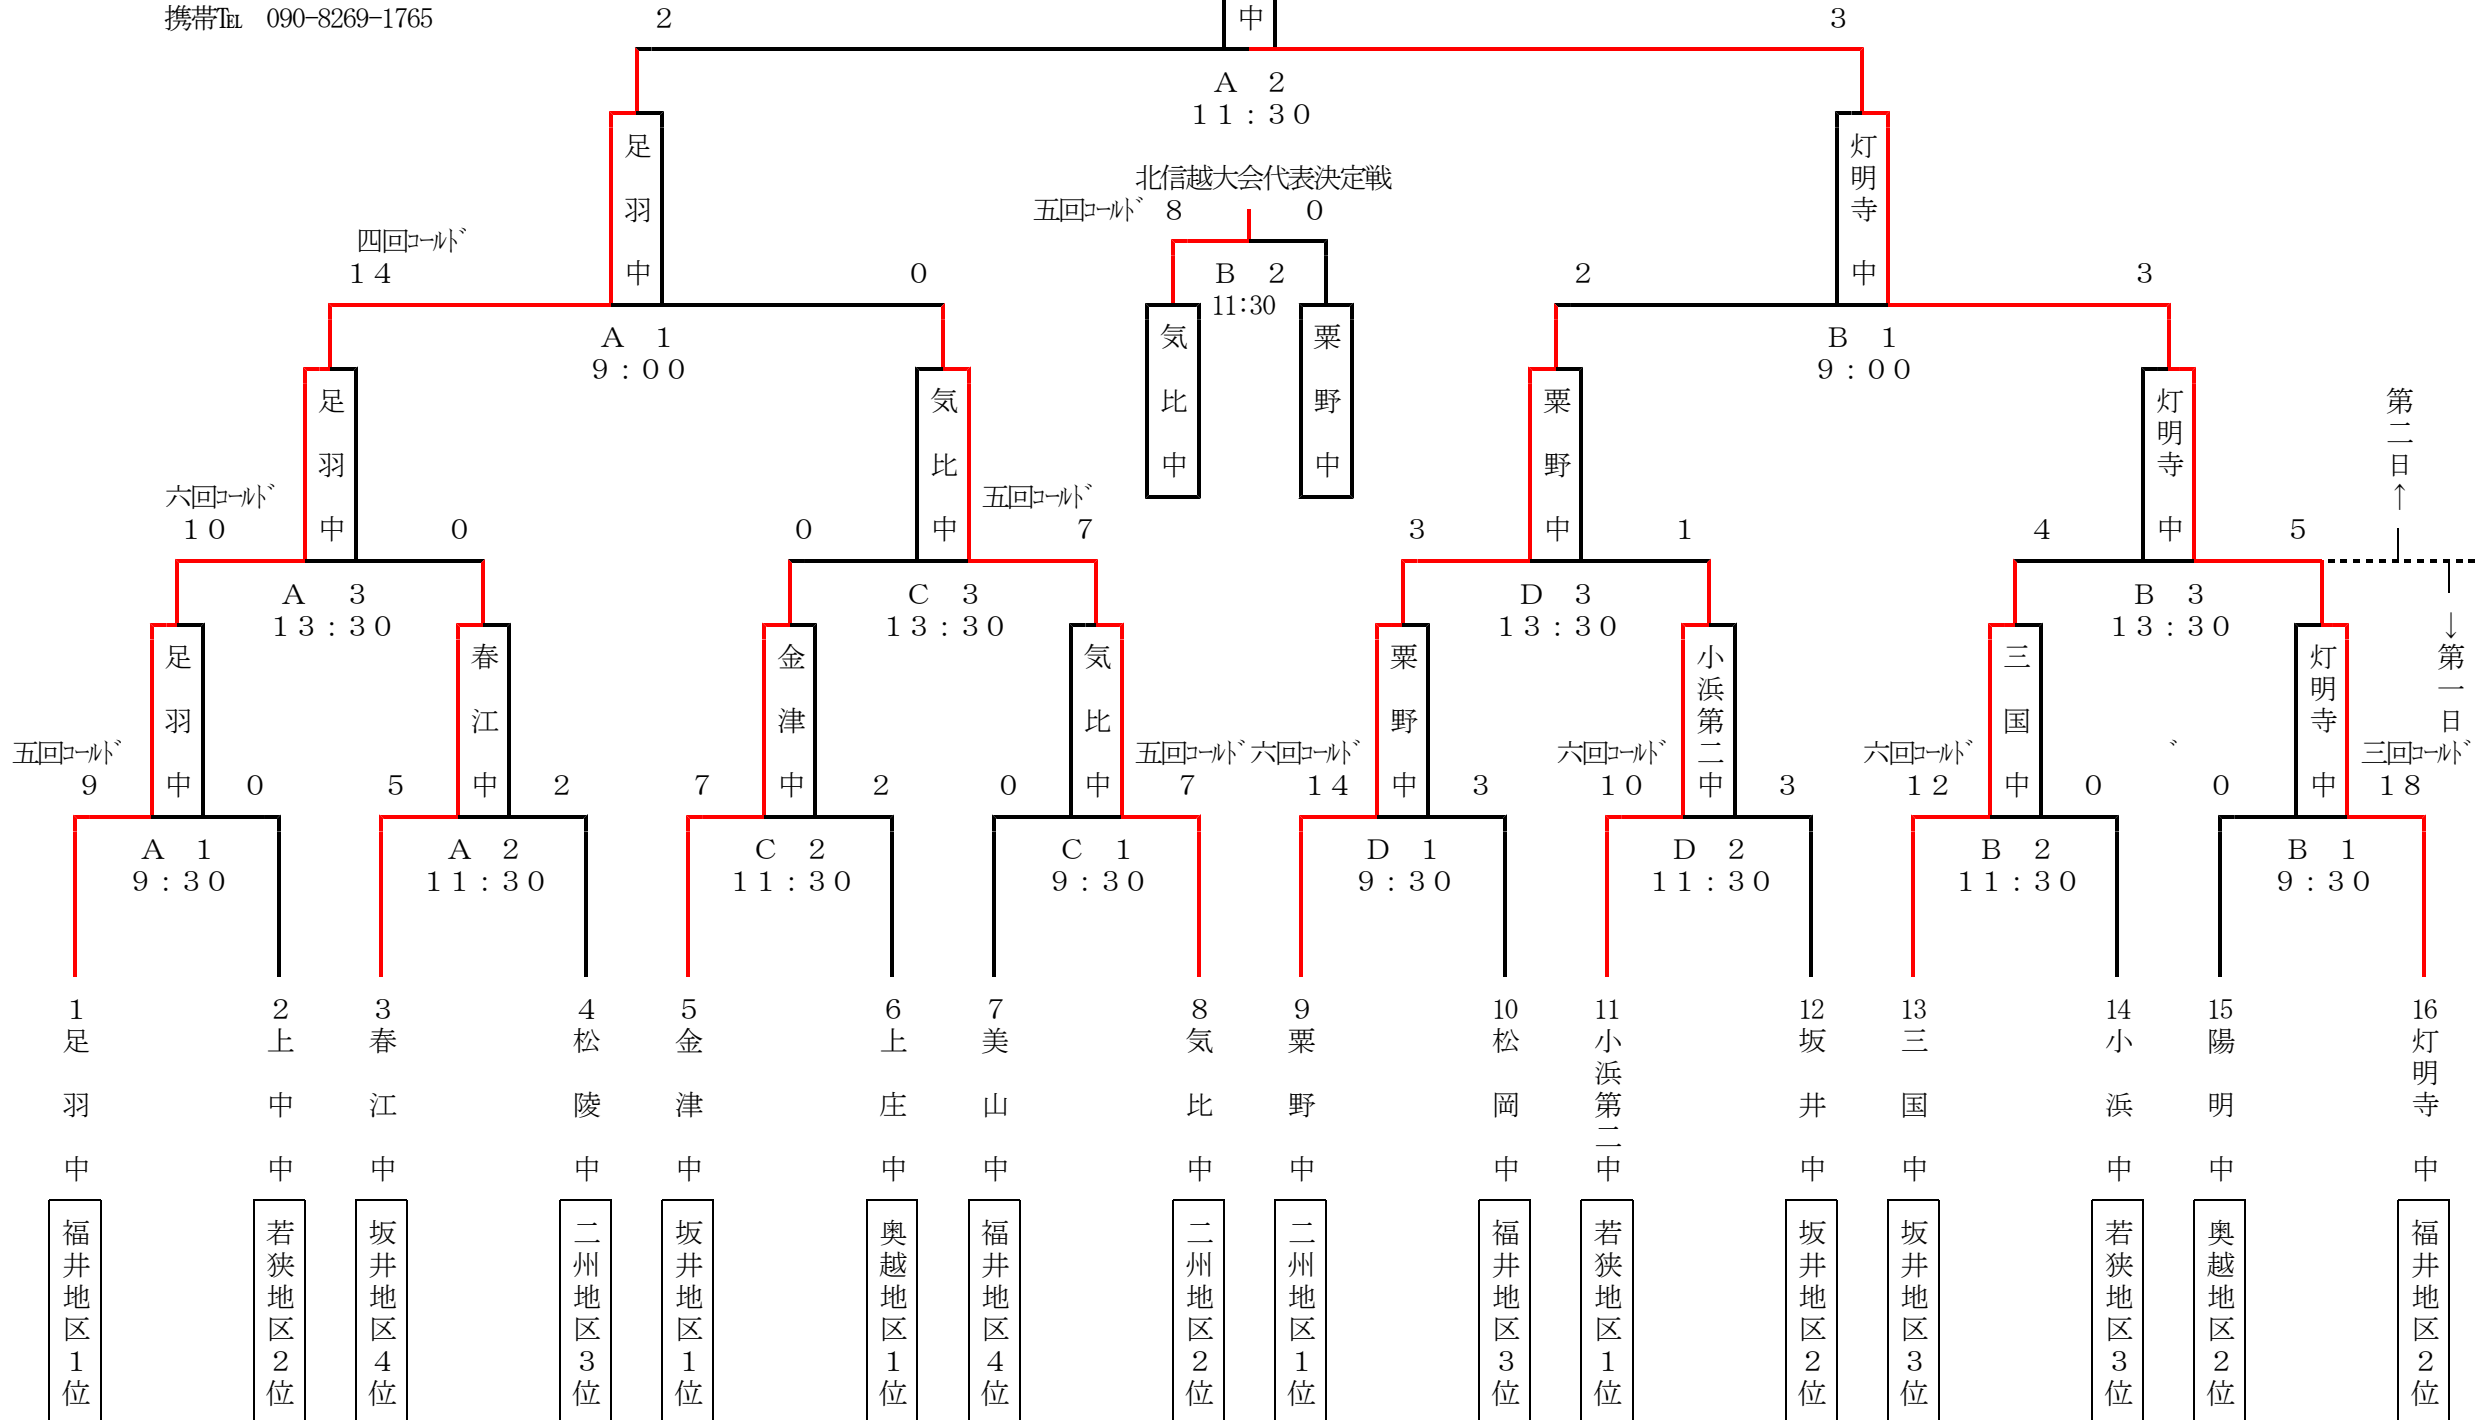 携帯℡　090-8269-1765
２
中
３
Ａ　２
１１：３０
足羽中
灯明寺中
北信越大会代表決定戦
五回ｺｰﾙﾄﾞ
８
０
四回ｺｰﾙﾄﾞ
１４
０
Ｂ　２
11:30
２
３
気比中
粟野中
Ａ　１
９：００
Ｂ　１
９：００
足羽中
気比中
粟野中
灯明寺中
第二日↑
六回ｺｰﾙﾄﾞ
１０
０
０
五回ｺｰﾙﾄﾞ
７
３
１
４
５
Ａ　３
１３：３０
Ｃ　３
１３：３０
Ｄ　３
１３：３０
Ｂ　３
１３：３０
↓第一日
足羽中
春江中
金津中
気比中
粟野中
小浜第二中
三国中
灯明寺中
五回ｺｰﾙﾄﾞ
９
０
５
２
７
２
０
五回ｺｰﾙﾄﾞ
７
六回ｺｰﾙﾄﾞ
１４
３
六回ｺｰﾙﾄﾞ
１０
３
六回ｺｰﾙﾄﾞ
１２
０
ﾞ
０
三回ｺｰﾙﾄﾞ
１８
Ａ　１
９：３０
Ａ　２
１１：３０
Ｃ　２
１１：３０
Ｃ　１
９：３０
Ｄ　１
９：３０
Ｄ　２
１１：３０
Ｂ　２
１１：３０
Ｂ　１
９：３０
1
足羽中
福井地区１位
2
上中中
若狭地区２位
3
春江中
坂井地区４位
4
松陵中
二州地区３位
5
金津中
坂井地区１位
6
上庄中
奥越地区１位
7
美山中
福井地区４位
8
気比中
二州地区２位
9
粟野中
二州地区１位
10
松岡中
福井地区３位
11
小浜第二中
若狭地区１位
12
坂井中
坂井地区２位
13
三国中
坂井地区３位
14
小浜中
若狭地区３位
15
陽明中
奥越地区２位
16
灯明寺中
福井地区２位